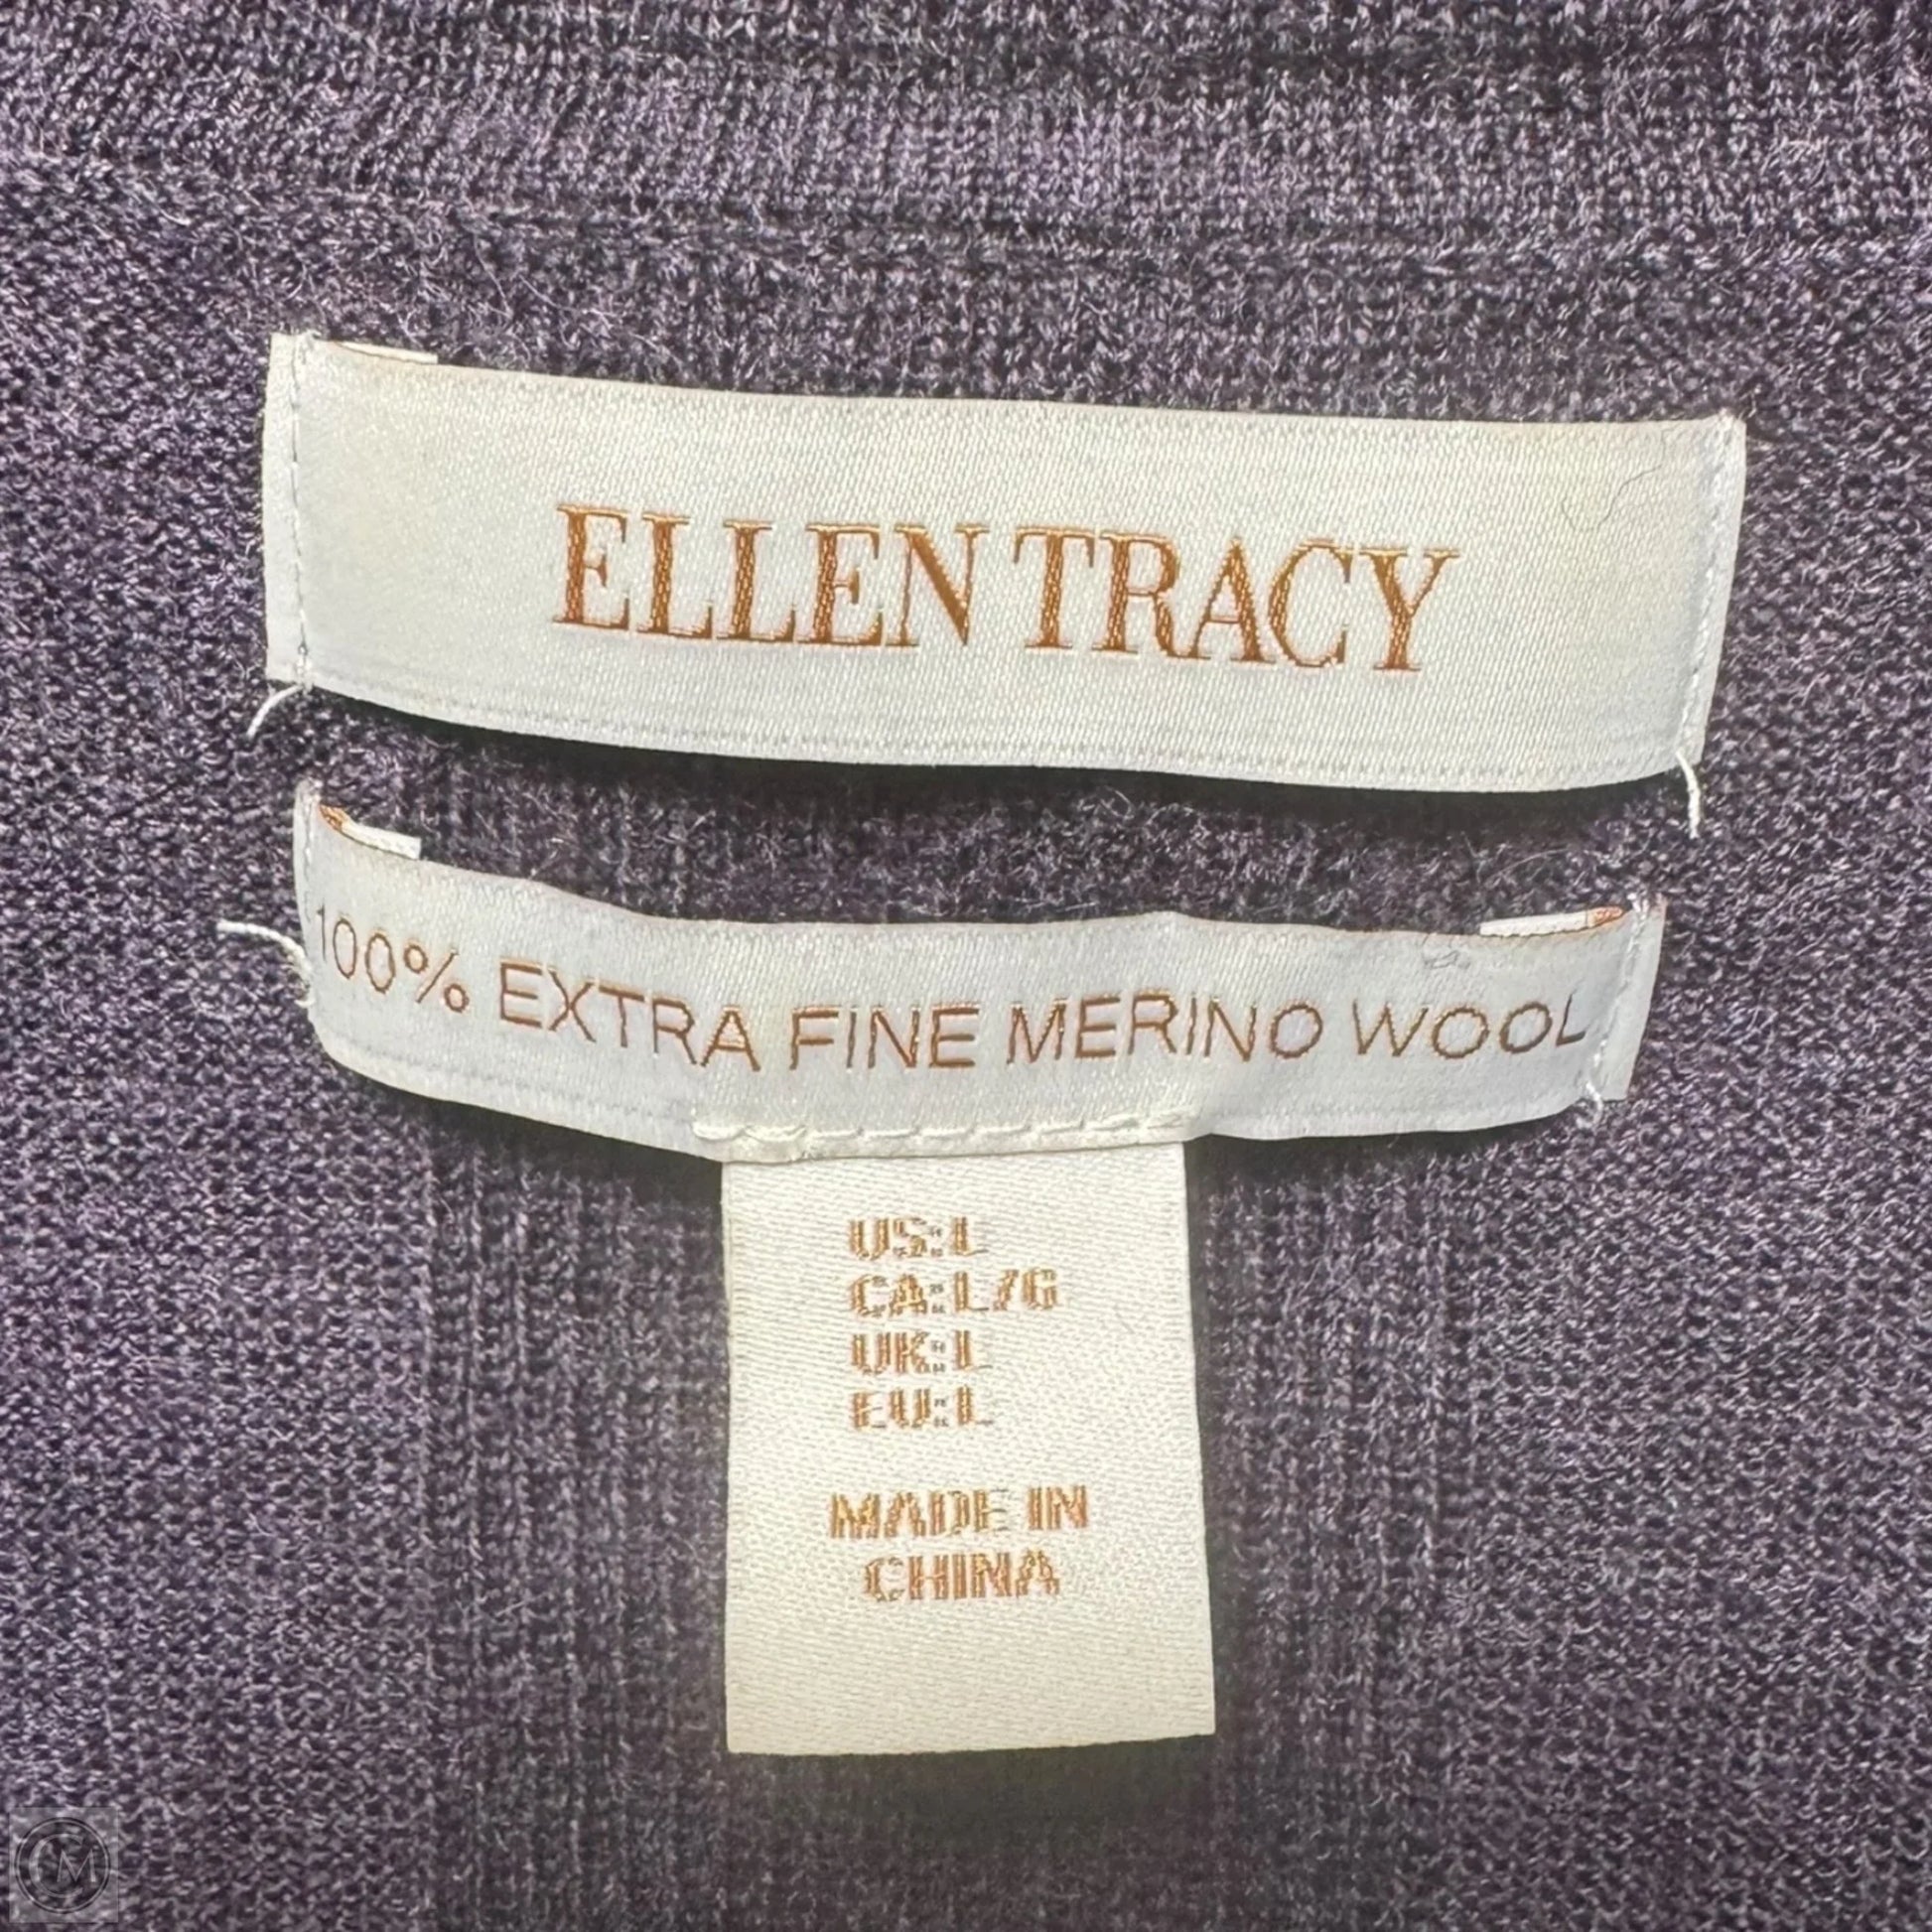 ELLEN TRACY
100% EXTRA FINE MERINO WOOL
US: L
CA: L/G
UK: L
EU: L
MADE IN
CHINA